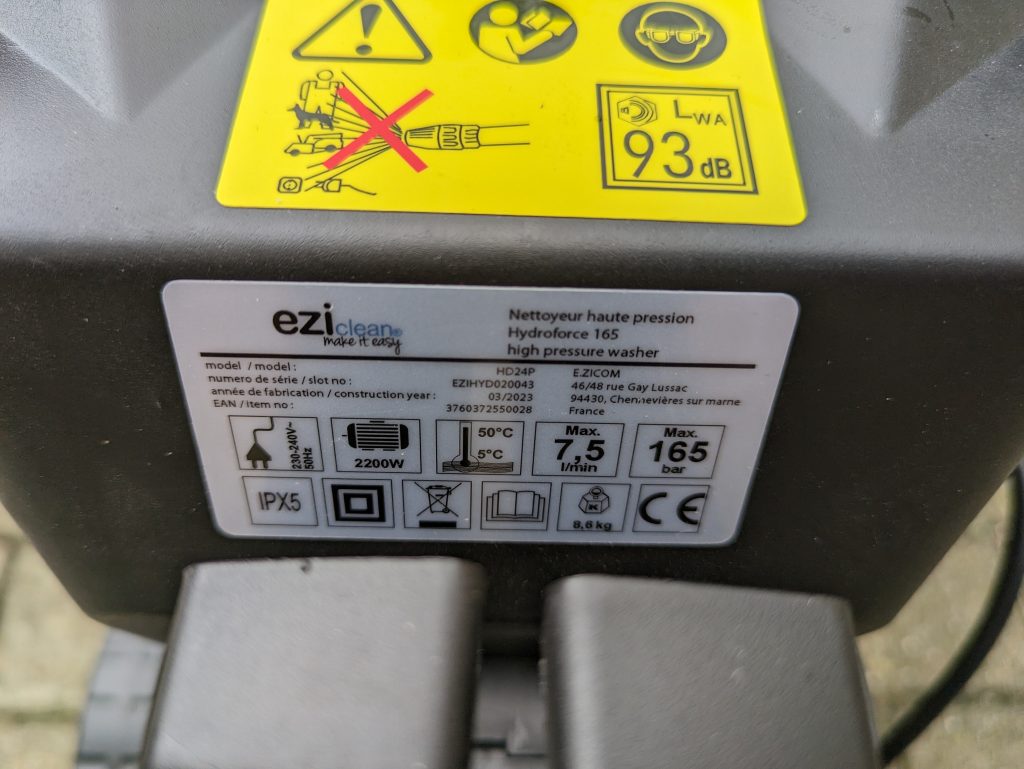 LWA
93 dB
eziclean®
make it easy
Nettoyeur haute pression
Hydroforce 165
high pressure washer
model / model : HD24P
numero de série / slot no : EZIHYD020043
année de fabrication / construction year : 03/2023
EAN / item no : 3760372550028
E.ZICOM
46/48 rue Gay Lussac
94430, Chennevières sur marne
France
230-240V~
50Hz
2200W
50°C
5°C
Max.
7,5
l/min
Max.
165
bar
IPX5
K
8,6 kg
CE